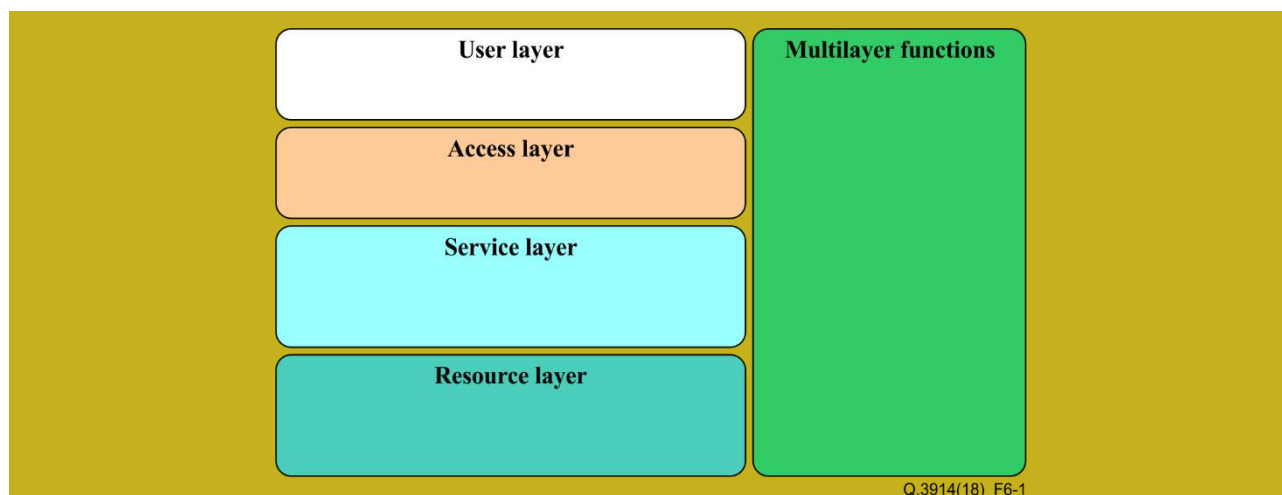 User layer
Multilayer functions
Access layer
Service layer
Resource layer
Q.3914(18)_F6-1